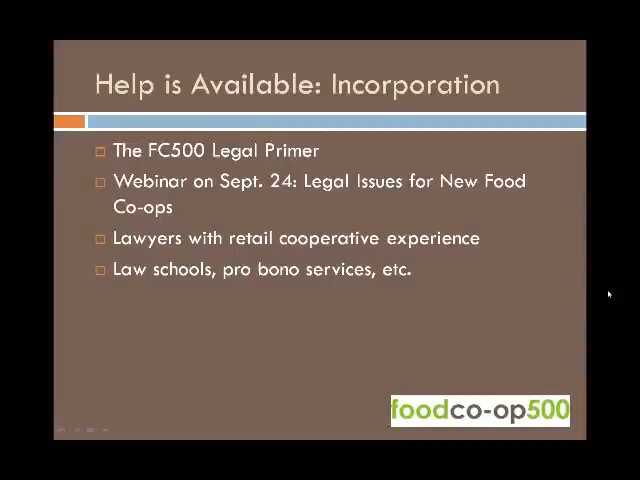 Help is Available: Incorporation
The FC500 Legal Primer
Webinar on Sept. 24: Legal Issues for New Food
Co-ops
Lawyers with retail cooperative experience
Law schools, pro bono services, etc.
foodco-op500